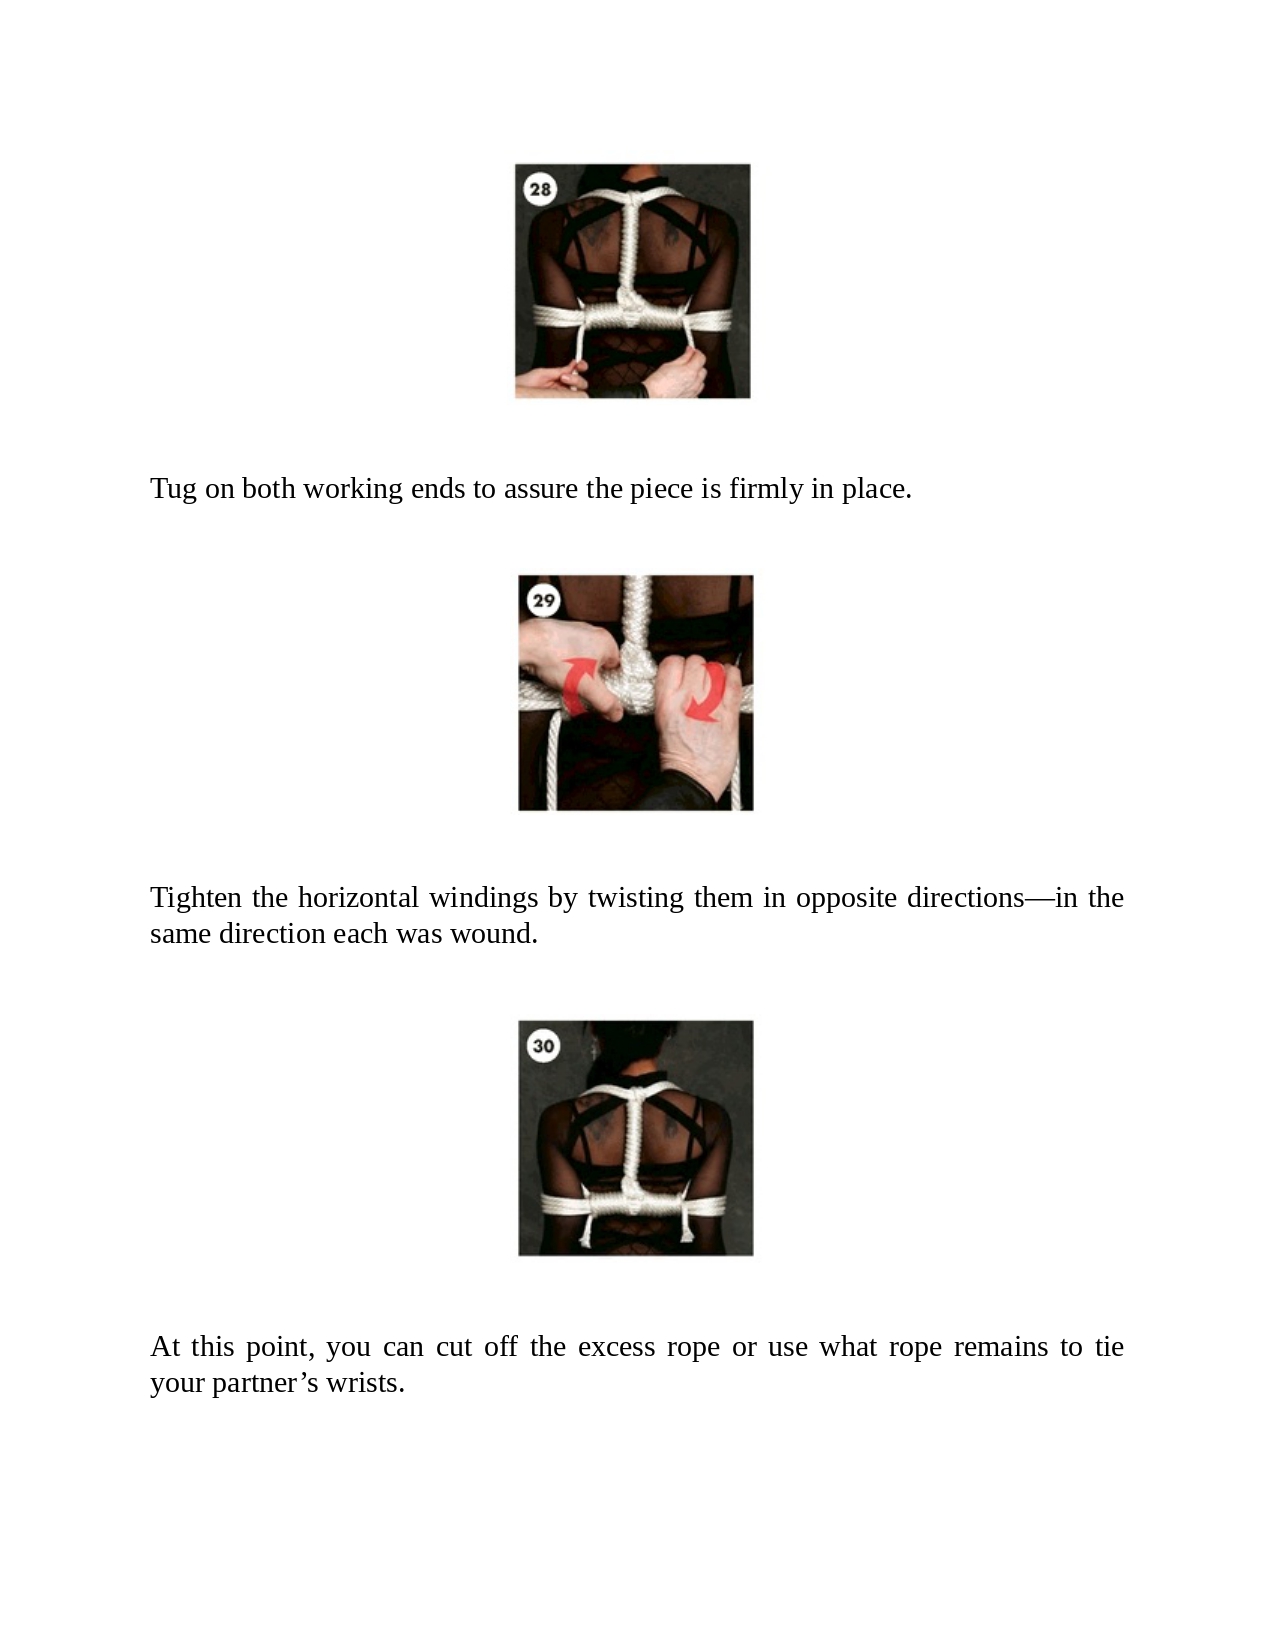 28
Tug on both working ends to assure the piece is firmly in place.
29
Tighten the horizontal windings by twisting them in opposite directions—in the
same direction each was wound.
30
At this point, you can cut off the excess rope or use what rope remains to tie
your partner’s wrists.